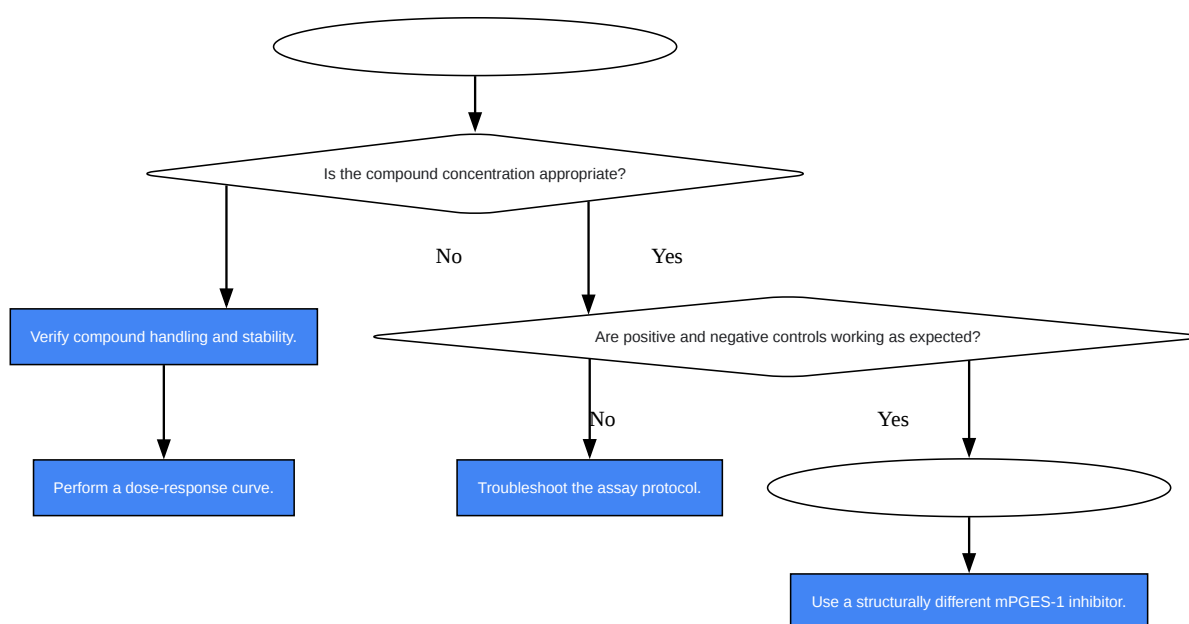 Is the compound concentration appropriate?
No
Yes
Verify compound handling and stability.
Are positive and negative controls working as expected?
No
Yes
Perform a dose-response curve.
Troubleshoot the assay protocol.
Use a structurally different mPGES-1 inhibitor.